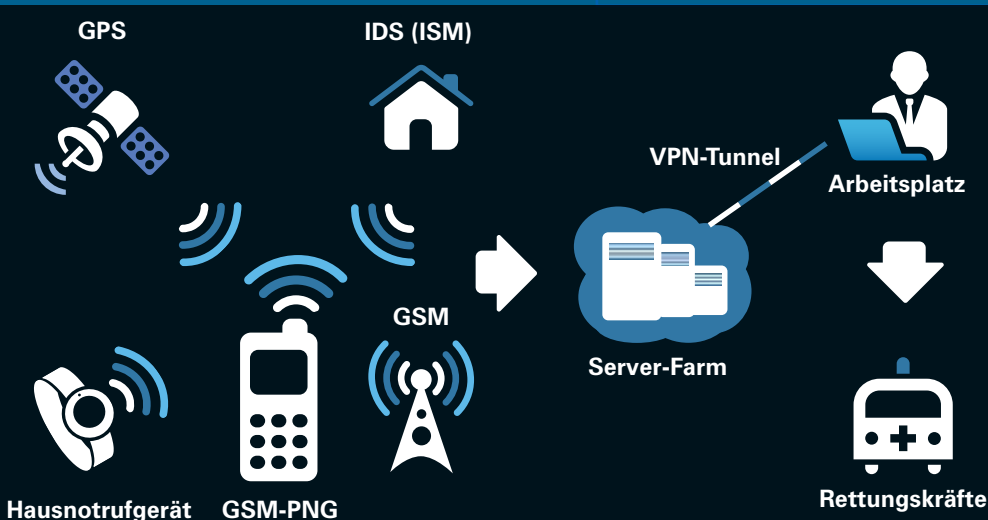 GPS
IDS (ISM)
VPN-Tunnel
Arbeitsplatz
GSM
Server-Farm
Hausnotrufgerät
GSM-PNG
Rettungskräfte